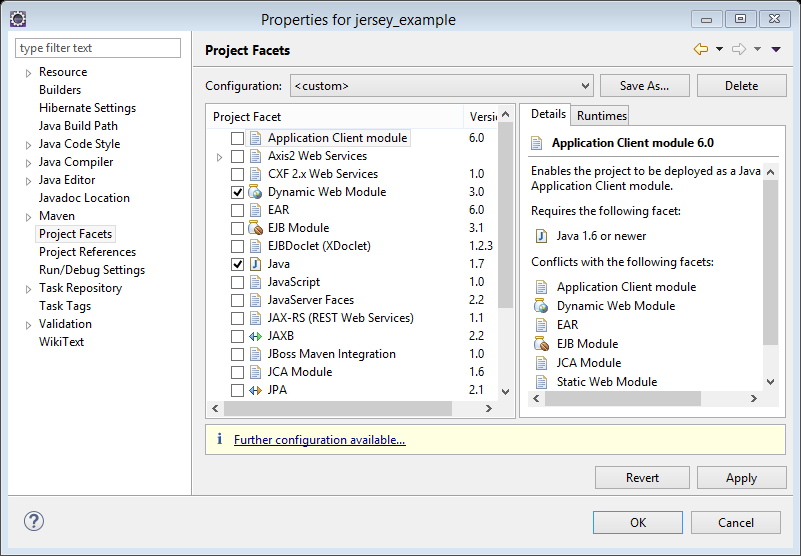 Properties for jersey_example
type filter text
Resource
Builders
Hibernate Settings
Java Build Path
Java Code Style
Java Compiler
Java Editor
Javadoc Location
Maven
Project Facets
Project References
Run/Debug Settings
Task Repository
Task Tags
Validation
WikiText
Project Facets
Configuration: <custom> Save As... Delete
Project Facet Versi
Application Client module 6.0
Axis2 Web Services
CXF 2.x Web Services 1.0
Dynamic Web Module 3.0
EAR 6.0
EJB Module 3.1
EJBDoclet (XDoclet) 1.2.3
Java 1.7
JavaScript 1.0
JavaServer Faces 2.2
JAX-RS (REST Web Services) 1.1
JAXB 2.2
JBoss Maven Integration 1.0
JCA Module 1.6
JPA 2.1
Details Runtimes
Application Client module 6.0
Enables the project to be deployed as a Java
Application Client module.
Requires the following facet:
Java 1.6 or newer
Conflicts with the following facets:
Application Client module
Dynamic Web Module
EAR
EJB Module
JCA Module
Static Web Module
i Further configuration available...
Revert Apply
? OK Cancel